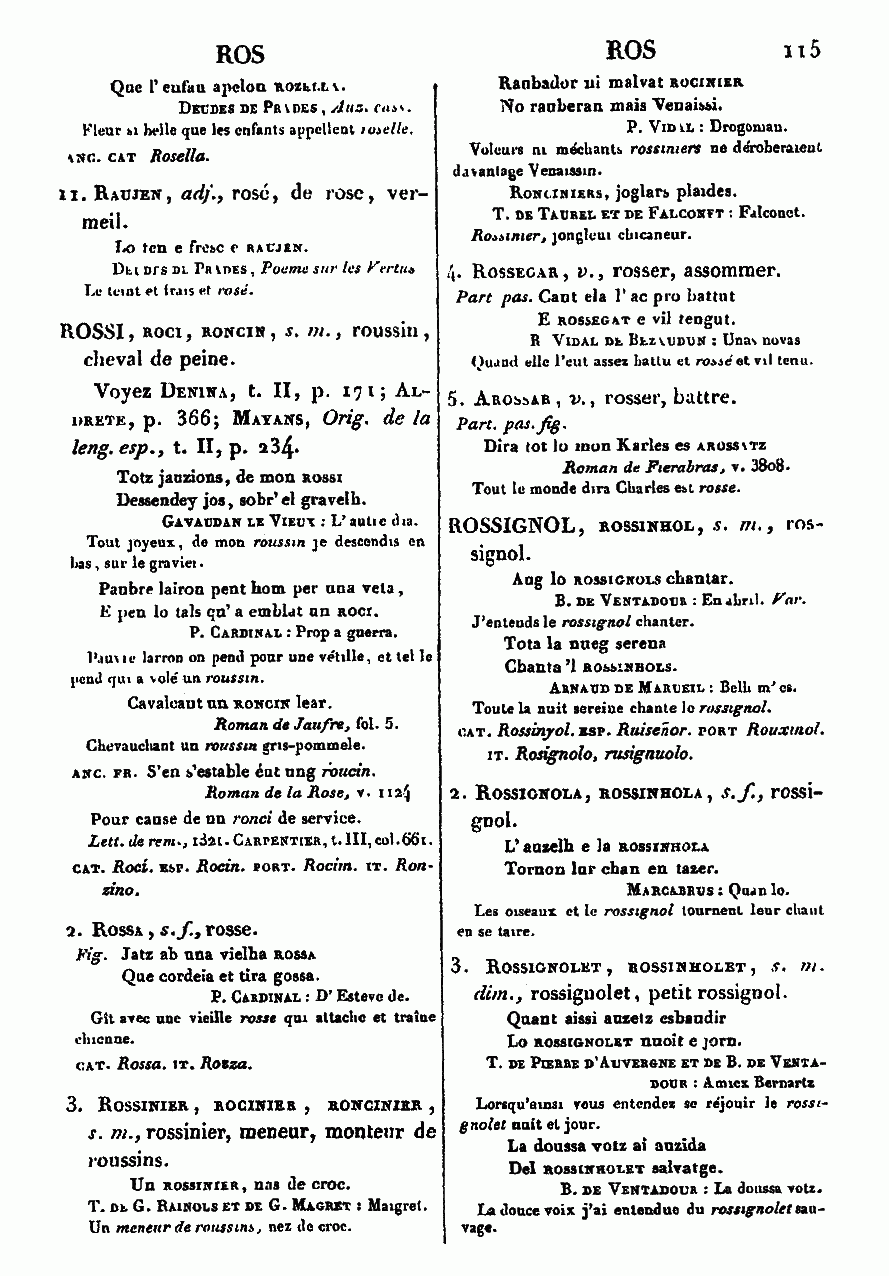 ROS
Que l' enfan apelon ROZELLA.
DEUDES DE PRADES, Auz. cass.
Fleur si belle que les enfants appellent roselle.
ANC. CAT Rosella.
11. RAUJEN, adj., rosé, de rose, ver-
meil.
Lo ten e fresc e RAUJEN.
DEUDES DE PRADES, Poeme sur les Vertus
Le teint et frais et rosé.
ROSSI, ROCI, RONCIN, s. m., roussin,
cheval de peine.
Voyez DENINA, t. II, p. 171; AL-
DRETE, p. 366; MAYANS, Orig. de la
leng. esp., t. II, p. 234.
Totz jauzions, de mon ROSSI
Dessendey jos, sobr' el gravelh.
GAVAUDAN LE VIEUX : L' autre dia.
Tout joyeux, de mon roussin je descendis en
bas, sur le gravier.
Paubre lairon pent hom per una veta,
E pen lo tals qu' a emblat un ROCI.
P. CARDINAL : Prop a guerra.
Pauvre larron on pend pour une vétille, et tel le
pend qui a volé un roussin.
Cavalcant un RONCIN lear.
Roman de Jaufre, fol. 5.
Chevauchant un roussin gris-pommele.
ANC. FR. S'en s'estable éut ung roucin.
Roman de la Rose, v. 1124
Pour cause de un ronci de service.
Lett. de rem., 1321. CARPENTIER, t. III, col. 661.
CAT. Rocí. ESP. Rocin. PORT. Rocim. IT. Ron-
zino.
2. ROSSA, s. f., rosse.
Fig. Jatz ab una vielha ROSSA
Que cordeia et tira gossa.
P. CARDINAL : D' Esteve de.
Gît avec une vieille rosse qui attache et traîne
chienne.
CAT. Rossa. IT. Rozza.
3. ROSSINIER, ROCINIER, RONCINIER,
s. m., rossinier, meneur, monteur de
roussins.
Un ROSSINIER, nas de croc.
T. DE G. RAINOLS ET DE G. MAGRET : Maigret.
Un meneur de roussins, nez de croc.
ROS 115
Raubador ni malvat ROCINIER
No rauberan mais Venaissi.
P. VIDAL : Drogoman.
Voleurs ni méchants rossiniers ne déroberaient
davantage Venaissin.
RONCINIERS, joglars plaides.
T. DE TAUREL ET DE FALCONET : Falconet.
Rossinier, jongleur chicaneur.
4. ROSSEGAR, v., rosser, assommer.
Part pas. Cant ela l' ac pro battut
E ROSSEGAT e vil tengut.
R VIDAL DE BEZAUDUN : Unas novas
Quand elle l'eut assez battu et rossé et vil tenu.
5. AROSSAR, v., rosser, battre.
Part. pas. fig.
Dira tot lo mon Karles es AROSSATZ
Roman de Fierabras, v. 3808.
Tout le monde dira Charles est rosse.
ROSSIGNOL, ROSSINHOL, s. m., ros-
signol.
Aug lo ROSSIGNOLS chantar.
B. DE VENTADOUR : En abril. Var.
J'entends le rossignol chanter.
Tota la nueg serena
Chanta 'l ROSSINHOLS.
ARNAUD DE MARUEIL : Belh m' es.
Toute la nuit sereine chante le rossignol.
CAT. Rossinyol. ESP. Ruiseñor. PORT Rouxinol.
IT. Rosignolo, rusignuolo.
2. ROSSIGNOLA, ROSSINHOLA, s. f., rossi-
gnol.
L' auzelh e la ROSSINHOLA
Tornon lur chan en tazer.
MARCABRUS : Quan lo.
Les oiseaux et le rossignol tournent leur chant
en se taire.
3. ROSSIGNOLET, ROSSINHOLET, s. m.
dim., rossignolet, petit rossignol.
Quant aissi auzetz esbaudir
Lo ROSSIGNOLET nuoit e jorn.
T. DE PIERRE D'AUVERGNE ET DE B. DE VENTA-
DOUR : Amicx Bernartz
Lorsqu'ainsi vous entendez se réjouir le rossi-
gnolet nuit et jour.
La doussa votz ai auzida
Del ROSSINHOLET salvatge.
B. DE VENTADOUR : La doussa votz.
La douce voix j'ai entendue du rossignolet sau-
vage.